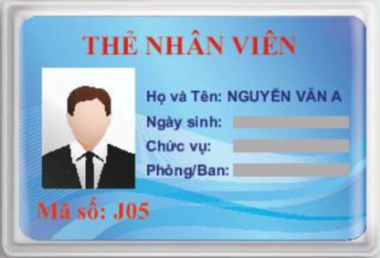 THẺ NHÂN VIÊN
Họ và Tên: NGUYỄN VĂN A
Ngày sinh:
Chức vụ:
Phòng/Ban:
Mã số: J05